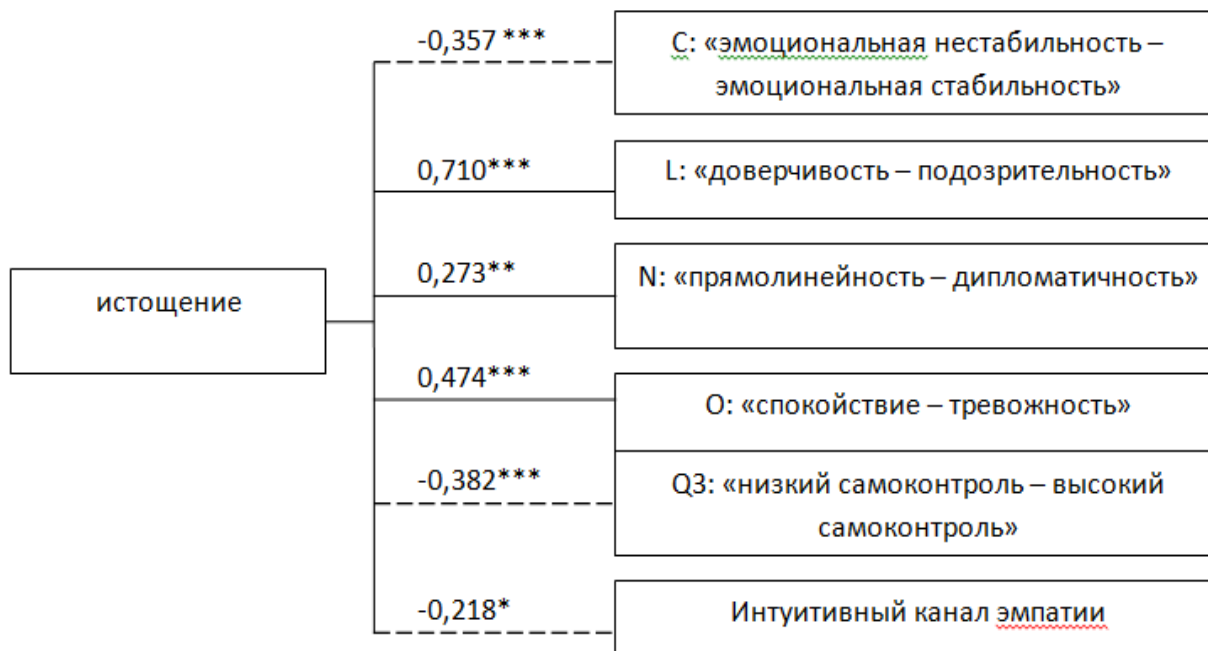 -0,357 ***
C: «эмоциональная нестабильность –
эмоциональная стабильность»
0,710***
L: «доверчивость – подозрительность»
0,273**
N: «прямолинейность – дипломатичность»
истощение
0,474***
O: «спокойствие – тревожность»
-0,382***
Q3: «низкий самоконтроль – высокий
самоконтроль»
-0,218*
Интуитивный канал эмпатии